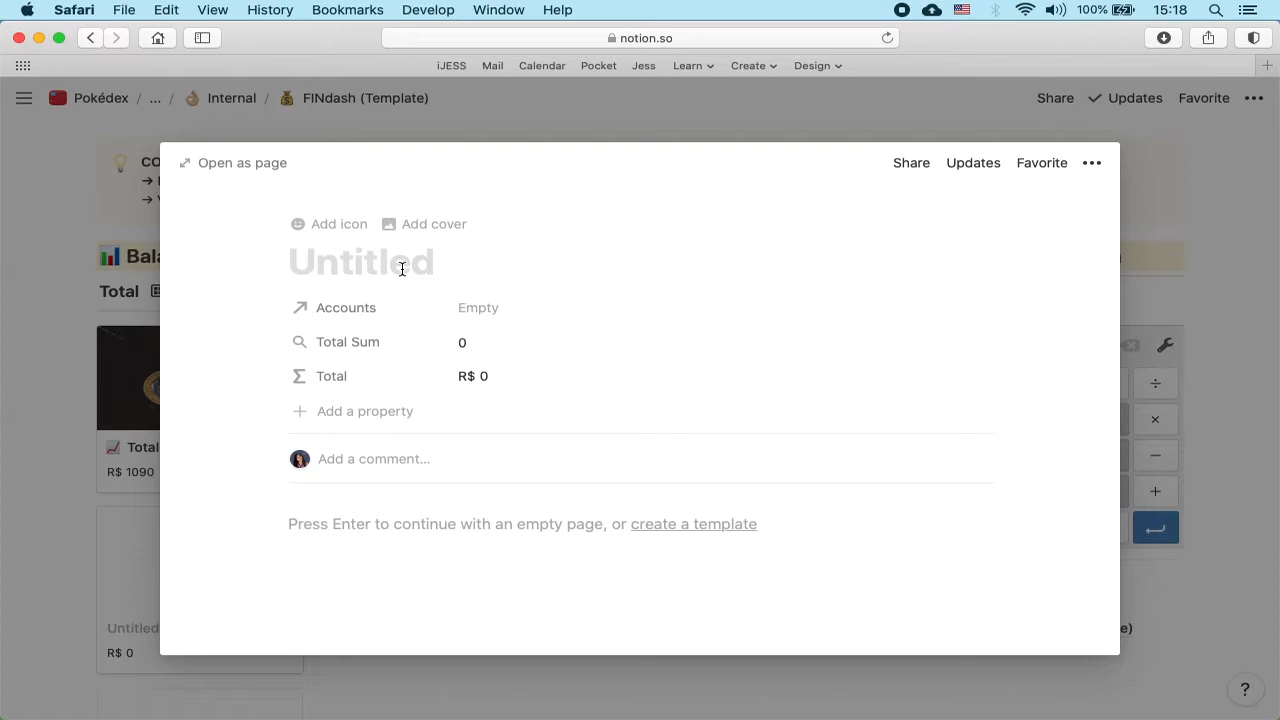 Safari File Edit View History Bookmarks Develop Window Help 100% 15:18
notion.so
iJESS Mail Calendar Pocket Jess Learn Create Design
Pokédex / ... / Internal / FINdash (Template) Share Updates Favorite
CO
→
→
Open as page Share Updates Favorite
Add icon Add cover
Untitled
Bala
Total
Accounts Empty
Total Sum 0
Total R$ 0
÷
Add a property
×
Total
Add a comment...
−
R$ 1090
+
Press Enter to continue with an empty page, or create a template
Untitled
e)
R$ 0
?